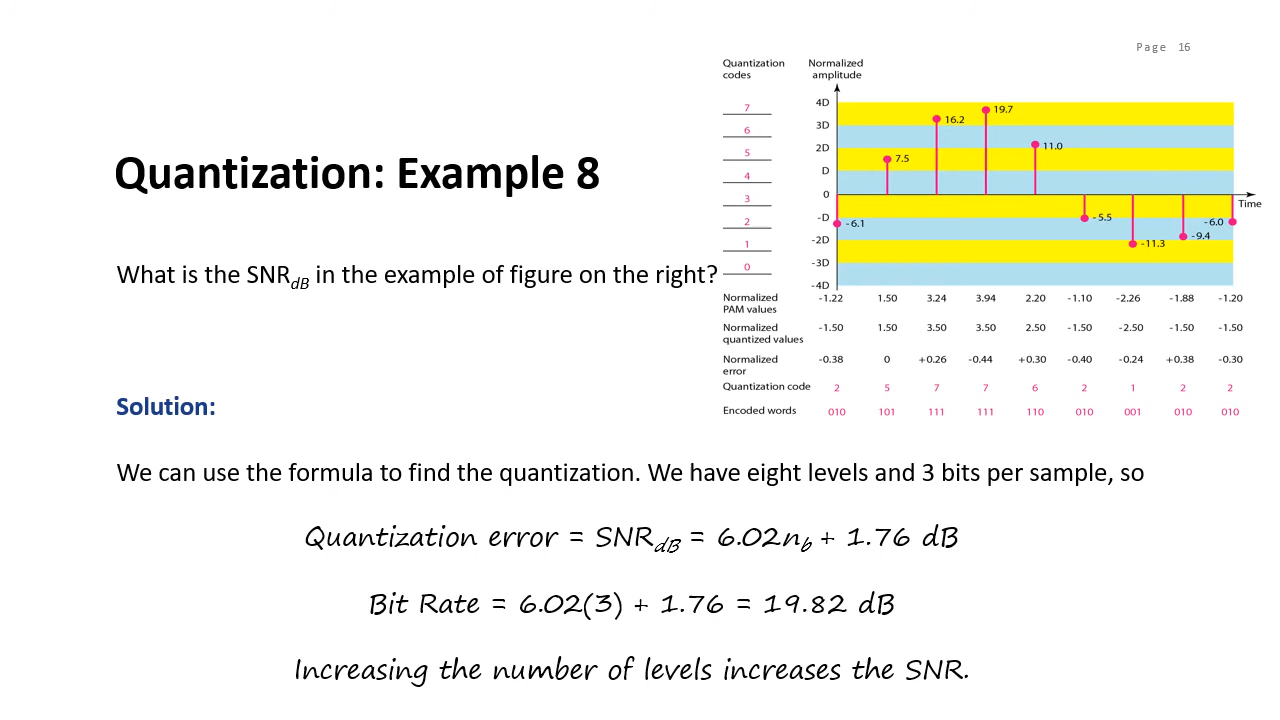 Page 16
Quantization: Example 8
What is the SNRdB in the example of figure on the right?
Quantization codes
Normalized amplitude
7
6
5
4
3
2
1
0
4D
3D
2D
D
0
-D
-2D
-3D
-4D
-6.1
7.5
16.2
19.7
11.0
-5.5
-11.3
-9.4
-6.0
Time
Normalized PAM values -1.22 1.50 3.24 3.94 2.20 -1.10 -2.26 -1.88 -1.20
Normalized quantized values -1.50 1.50 3.50 3.50 2.50 -1.50 -2.50 -1.50 -1.50
Normalized error -0.38 0 +0.26 -0.44 +0.30 -0.40 -0.24 +0.38 -0.30
Quantization code 2 5 7 7 6 2 1 2 2
Encoded words 010 101 111 111 110 010 001 010 010
Solution:
We can use the formula to find the quantization. We have eight levels and 3 bits per sample, so
Quantization error = SNRdB = 6.02nb + 1.76 dB
Bit Rate = 6.02(3) + 1.76 = 19.82 dB
Increasing the number of levels increases the SNR.